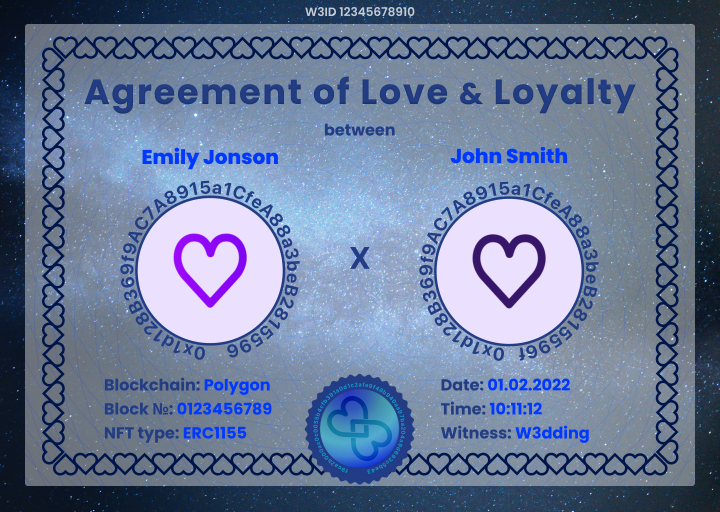 W3ID 12345678910
Agreement of Love & Loyalty
between
Emily Jonson
John Smith
0x1d128B369f9AC7A8915a1CfeA88a3beB2815596
X
0x1d128B369f9AC7A8915a1CfeA88a3beB2815596f
Blockchain: Polygon
Block №: 0123456789
NFT type: ERC1155
Date: 01.02.2022
Time: 10:11:12
Witness: W3dding